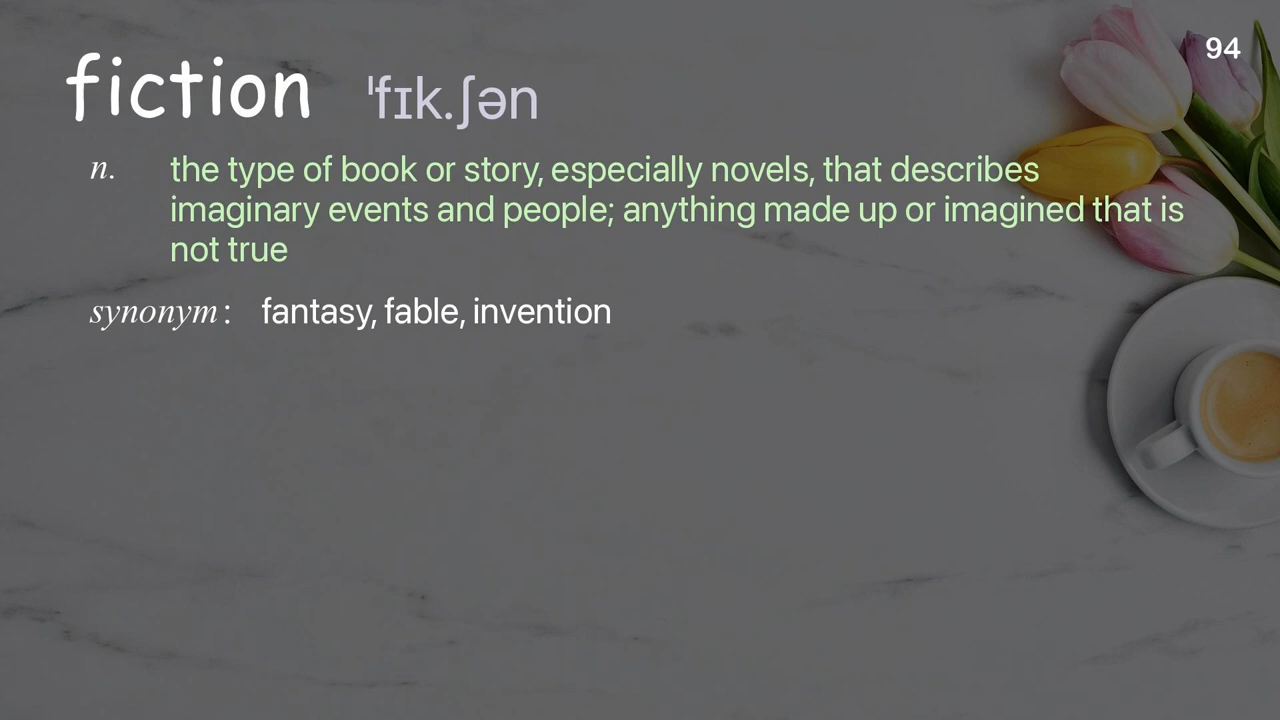 94
fiction ˈfɪk.ʃən
n. the type of book or story, especially novels, that describes
imaginary events and people; anything made up or imagined that is
not true
synonym: fantasy, fable, invention